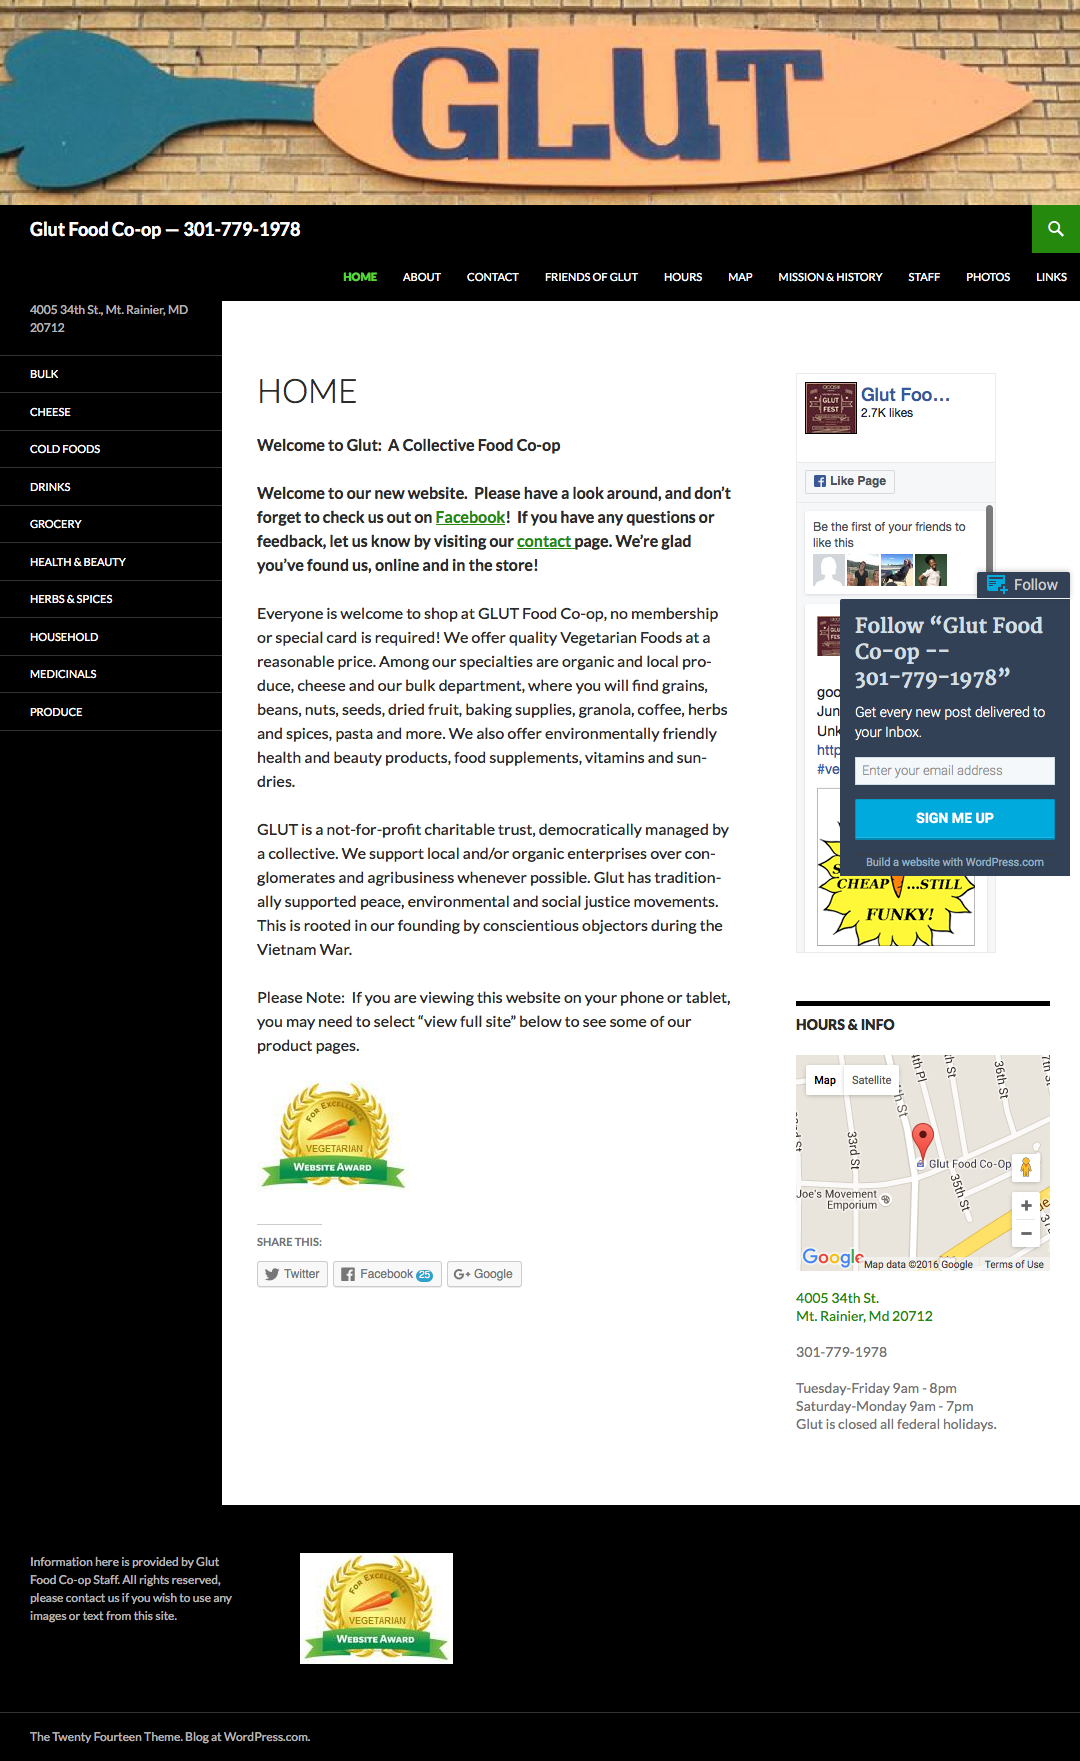 GLUT
Glut Food Co-op — 301-779-1978
HOME ABOUT CONTACT FRIENDS OF GLUT HOURS MAP MISSION & HISTORY STAFF PHOTOS LINKS
4005 34th St., Mt. Rainier, MD
20712
BULK
CHEESE
COLD FOODS
DRINKS
GROCERY
HEALTH & BEAUTY
HERBS & SPICES
HOUSEHOLD
MEDICINALS
PRODUCE
HOME
Welcome to Glut:  A Collective Food Co-op
Welcome to our new website.  Please have a look around, and don’t
forget to check us out on Facebook!  If you have any questions or
feedback, let us know by visiting our contact page. We’re glad
you’ve found us, online and in the store!
Everyone is welcome to shop at GLUT Food Co-op, no membership
or special card is required! We offer quality Vegetarian Foods at a
reasonable price. Among our specialties are organic and local pro-
duce, cheese and our bulk department, where you will find grains,
beans, nuts, seeds, dried fruit, baking supplies, granola, coffee, herbs
and spices, pasta and more. We also offer environmentally friendly
health and beauty products, food supplements, vitamins and sun-
dries.
GLUT is a not-for-profit charitable trust, democratically managed by
a collective. We support local and/or organic enterprises over con-
glomerates and agribusiness whenever possible. Glut has tradition-
ally supported peace, environmental and social justice movements.
This is rooted in our founding by conscientious objectors during the
Vietnam War.
Please Note:  If you are viewing this website on your phone or tablet,
you may need to select “view full site” below to see some of our
product pages.
FOR EXCELLENCE
VEGETARIAN
WEBSITE AWARD
SHARE THIS:
Twitter Facebook 25 Google
GLUT
FEST
Glut Foo…
2.7K likes
Like Page
Be the first of your friends to
like this
goo
Jun
Unk
http
#ve
Follow
Follow “Glut Food
Co-op --
301-779-1978”
Get every new post delivered to
your Inbox.
Enter your email address
SIGN ME UP
Build a website with WordPress.com
CHEAP ...STILL
FUNKY!
HOURS & INFO
Map Satellite
34th Pl
36th St
33rd St
35th St
Glut Food Co-Op
Joe's Movement
Emporium
+
−
Google
Map data ©2016 Google Terms of Use
4005 34th St.
Mt. Rainier, Md 20712
301-779-1978
Tuesday-Friday 9am - 8pm
Saturday-Monday 9am - 7pm
Glut is closed all federal holidays.
Information here is provided by Glut
Food Co-op Staff. All rights reserved,
please contact us if you wish to use any
images or text from this site.
FOR EXCELLENCE
VEGETARIAN
WEBSITE AWARD
The Twenty Fourteen Theme. Blog at WordPress.com.